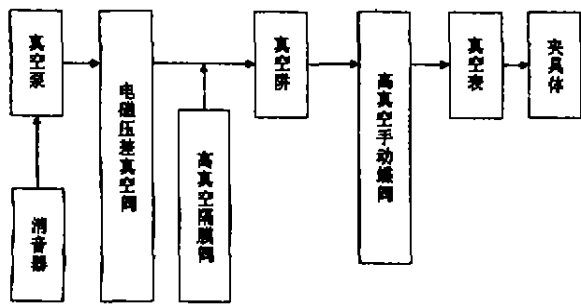 真空泵
电磁压差真空阀
真空阱
高真空手动蝶阀
真空表
夹具体
消音器
高真空隔膜阀